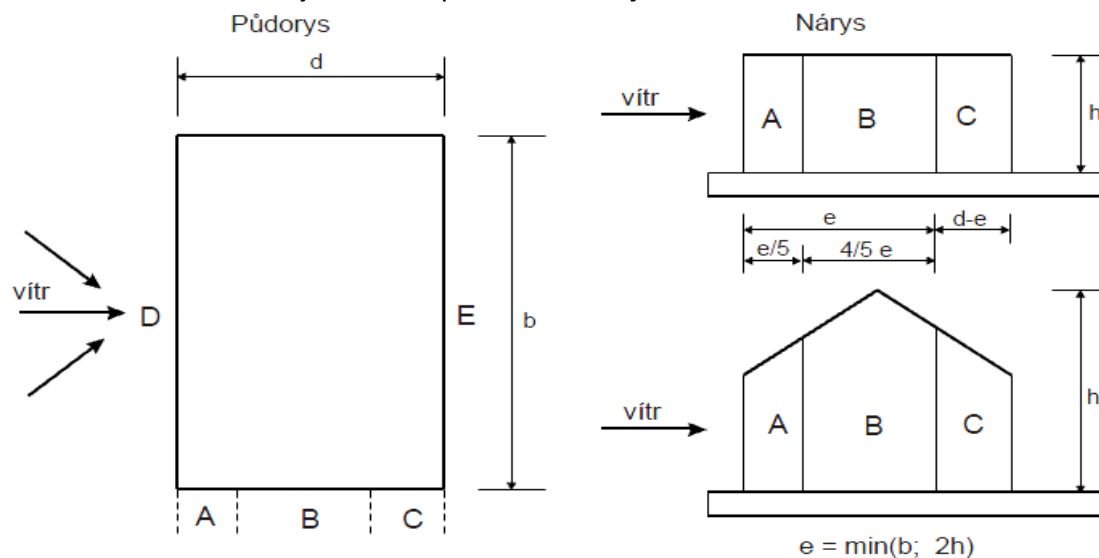 Půdorys
d
vítr
D
E
b
A B C
Nárys
vítr
A B C
h
e
d-e
e/5
4/5 e
vítr
A B C
h
e = min(b; 2h)